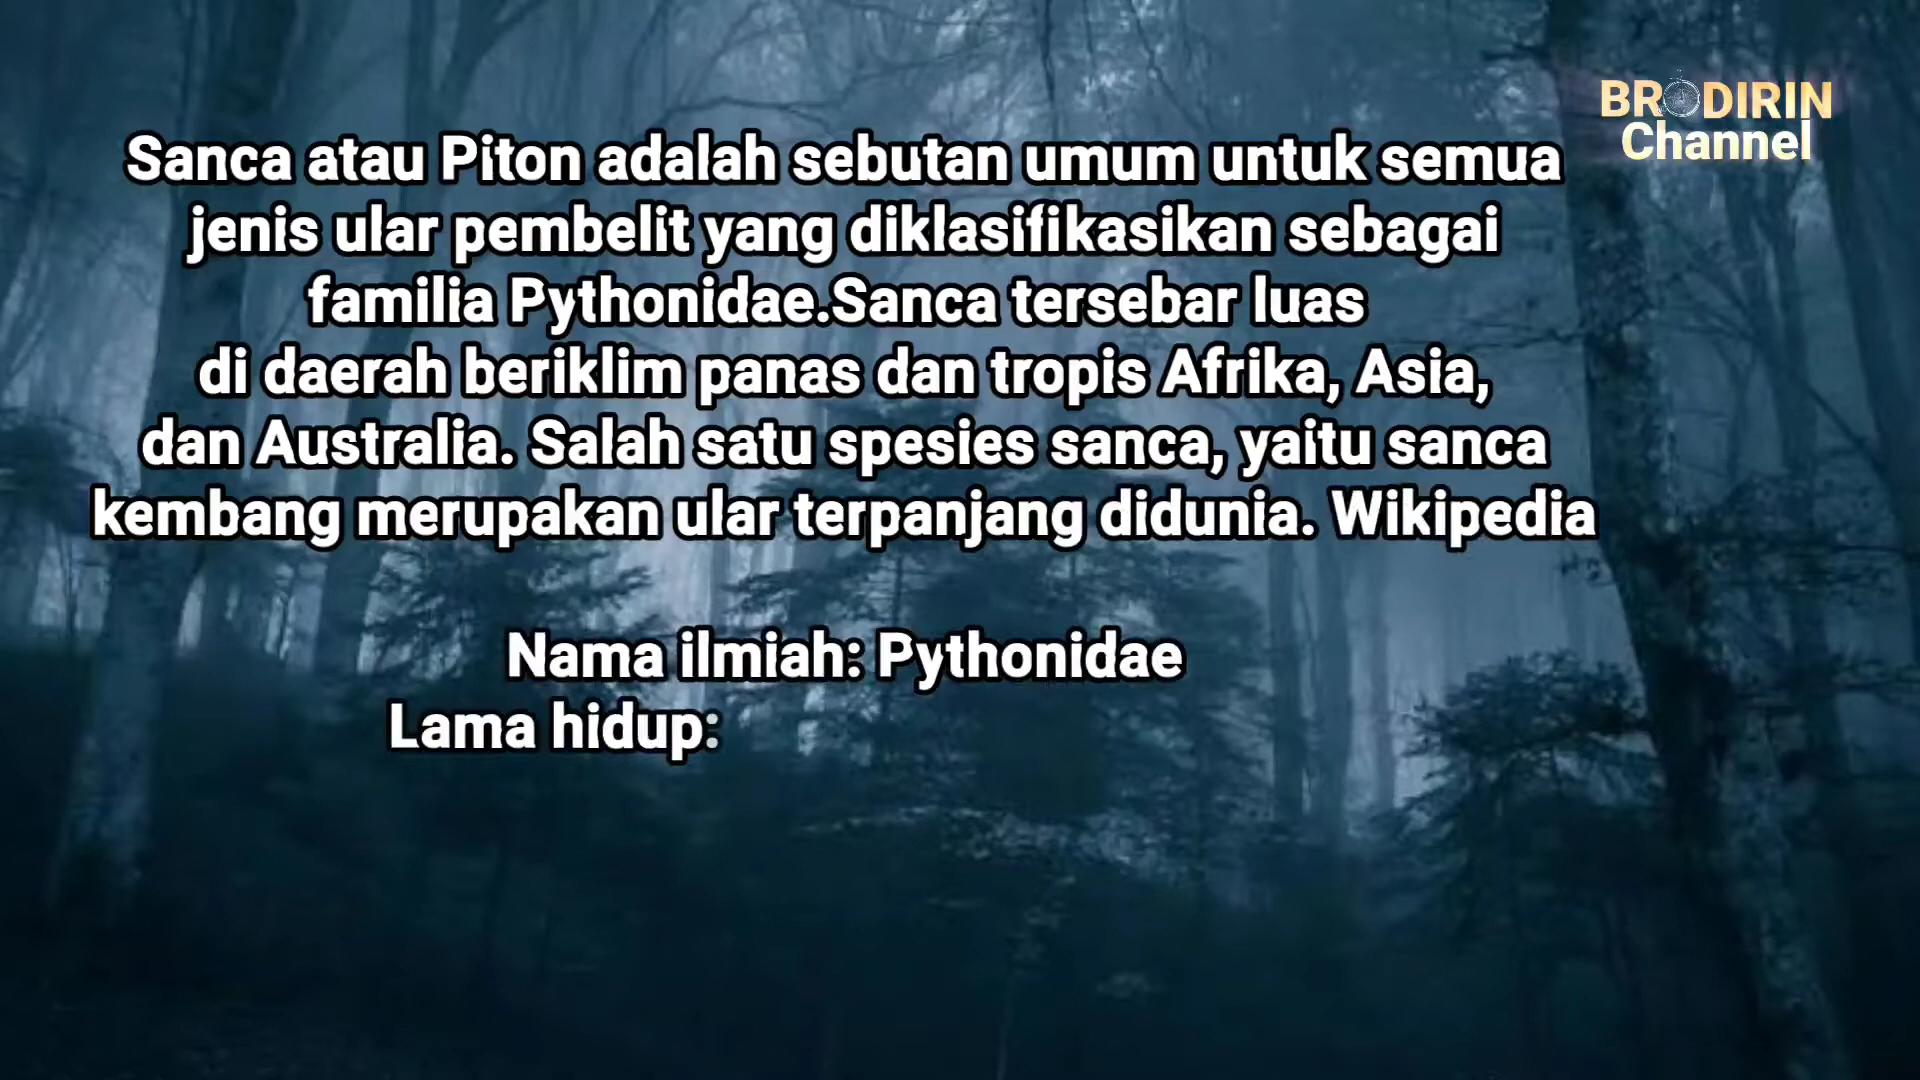 BRODIRIN
Channel
Sanca atau Piton adalah sebutan umum untuk semua
jenis ular pembelit yang diklasifikasikan sebagai
familia Pythonidae.Sanca tersebar luas
di daerah beriklim panas dan tropis Afrika, Asia,
dan Australia. Salah satu spesies sanca, yaitu sanca
kembang merupakan ular terpanjang didunia. Wikipedia
Nama ilmiah: Pythonidae
Lama hidup: